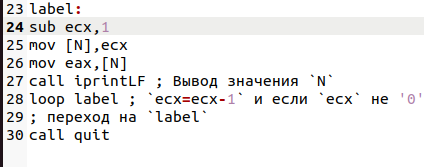 23 label:
24 sub ecx,1
25 mov [N],ecx
26 mov eax,[N]
27 call iprintLF ; Вывод значения `N`
28 loop label ; `ecx=ecx-1` и если `ecx` не '0'
29 ; переход на `label`
30 call quit